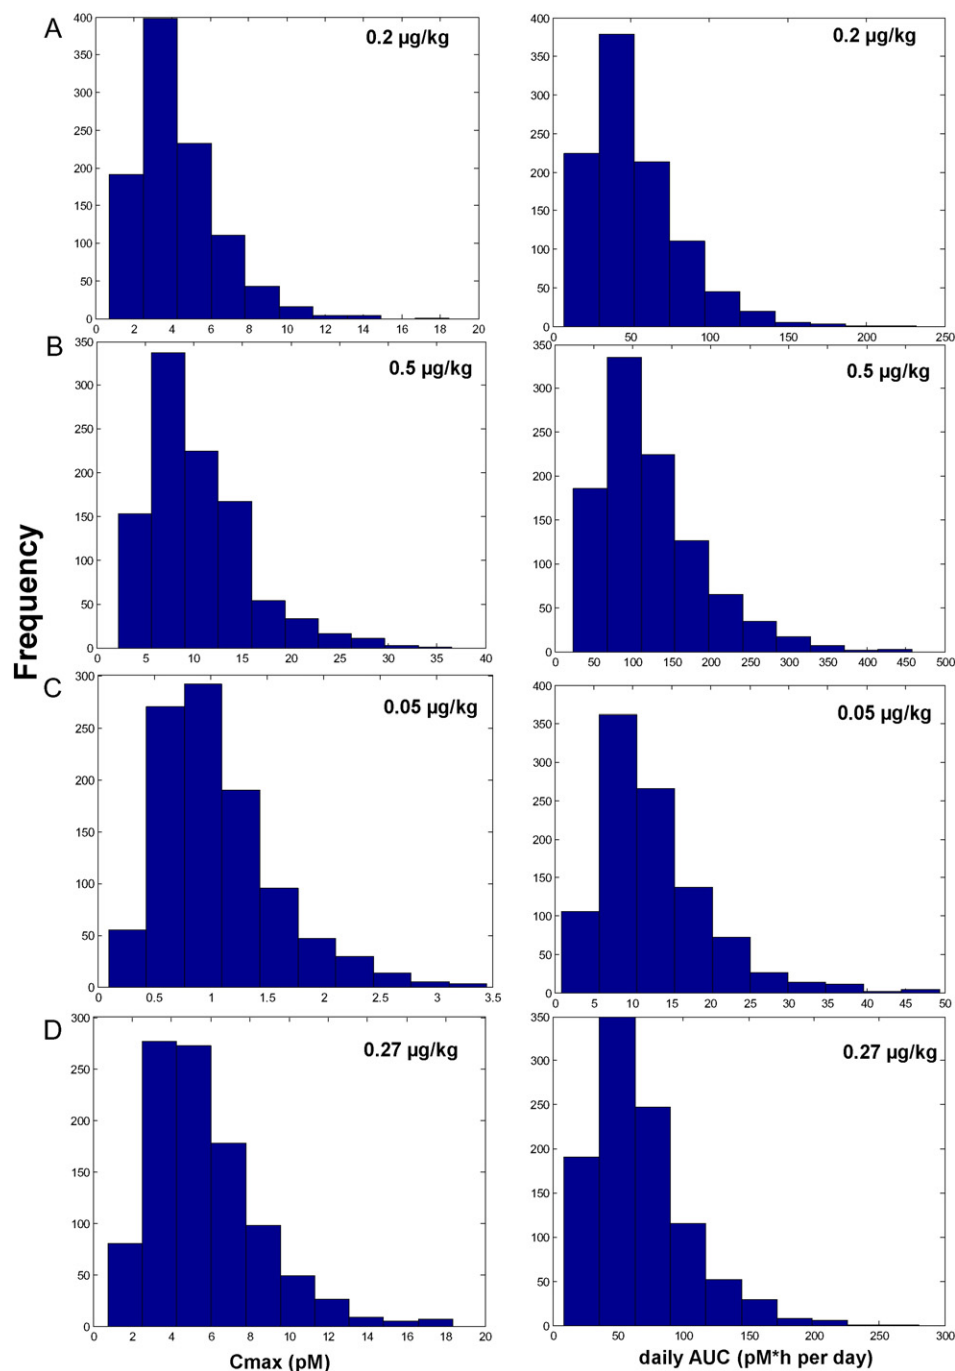 A
0.2 µg/kg
400
350
300
250
200
150
100
50
0
0 2 4 6 8 10 12 14 16 18 20
0.2 µg/kg
400
350
300
250
200
150
100
50
0
0 50 100 150 200 250
B
0.5 µg/kg
350
300
250
200
150
100
50
0
0 5 10 15 20 25 30 35 40
0.5 µg/kg
350
300
250
200
150
100
50
0
0 50 100 150 200 250 300 350 400 450 500
Frequency
C
0.05 µg/kg
300
250
200
150
100
50
0
0 0.5 1 1.5 2 2.5 3 3.5
0.05 µg/kg
400
350
300
250
200
150
100
50
0
0 5 10 15 20 25 30 35 40 45 50
D
0.27 µg/kg
300
250
200
150
100
50
0
0 2 4 6 8 10 12 14 16 18 20
Cmax (pM)
0.27 µg/kg
350
300
250
200
150
100
50
0
0 50 100 150 200 250 300
daily AUC (pM*h per day)